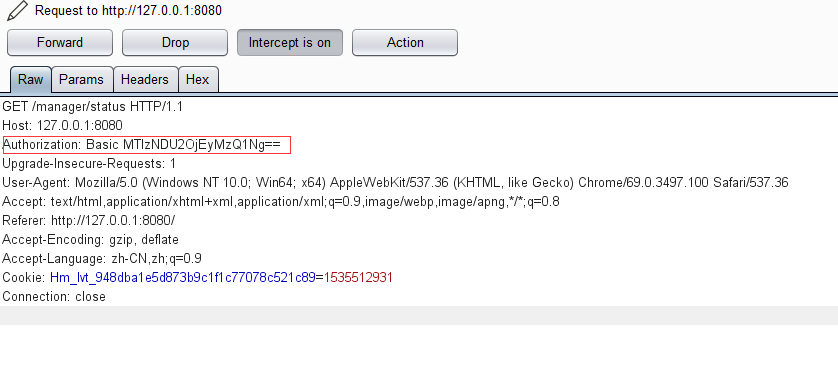 Request to http://127.0.0.1:8080
Forward Drop Intercept is on Action
Raw Params Headers Hex
GET /manager/status HTTP/1.1
Host: 127.0.0.1:8080
Authorization: Basic MTIzNDU2OjEyMzQ1Ng==
Upgrade-Insecure-Requests: 1
User-Agent: Mozilla/5.0 (Windows NT 10.0; Win64; x64) AppleWebKit/537.36 (KHTML, like Gecko) Chrome/69.0.3497.100 Safari/537.36
Accept: text/html,application/xhtml+xml,application/xml;q=0.9,image/webp,image/apng,*/*;q=0.8
Referer: http://127.0.0.1:8080/
Accept-Encoding: gzip, deflate
Accept-Language: zh-CN,zh;q=0.9
Cookie: Hm_lvt_948dba1e5d873b9c1f1c77078c521c89=1535512931
Connection: close